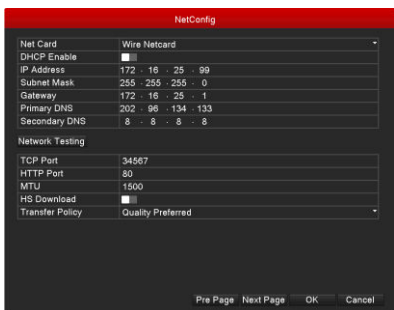 NetConfig
Net Card Wire Netcard
DHCP Enable
IP Address 172 . 16 . 25 . 99
Subnet Mask 255 . 255 . 255 . 0
Gateway 172 . 16 . 25 . 1
Primary DNS 202 . 96 . 134 . 133
Secondary DNS 8 . 8 . 8 . 8
Network Testing
TCP Port 34567
HTTP Port 80
MTU 1500
HS Download
Transfer Policy Quality Preferred
Pre Page Next Page OK Cancel